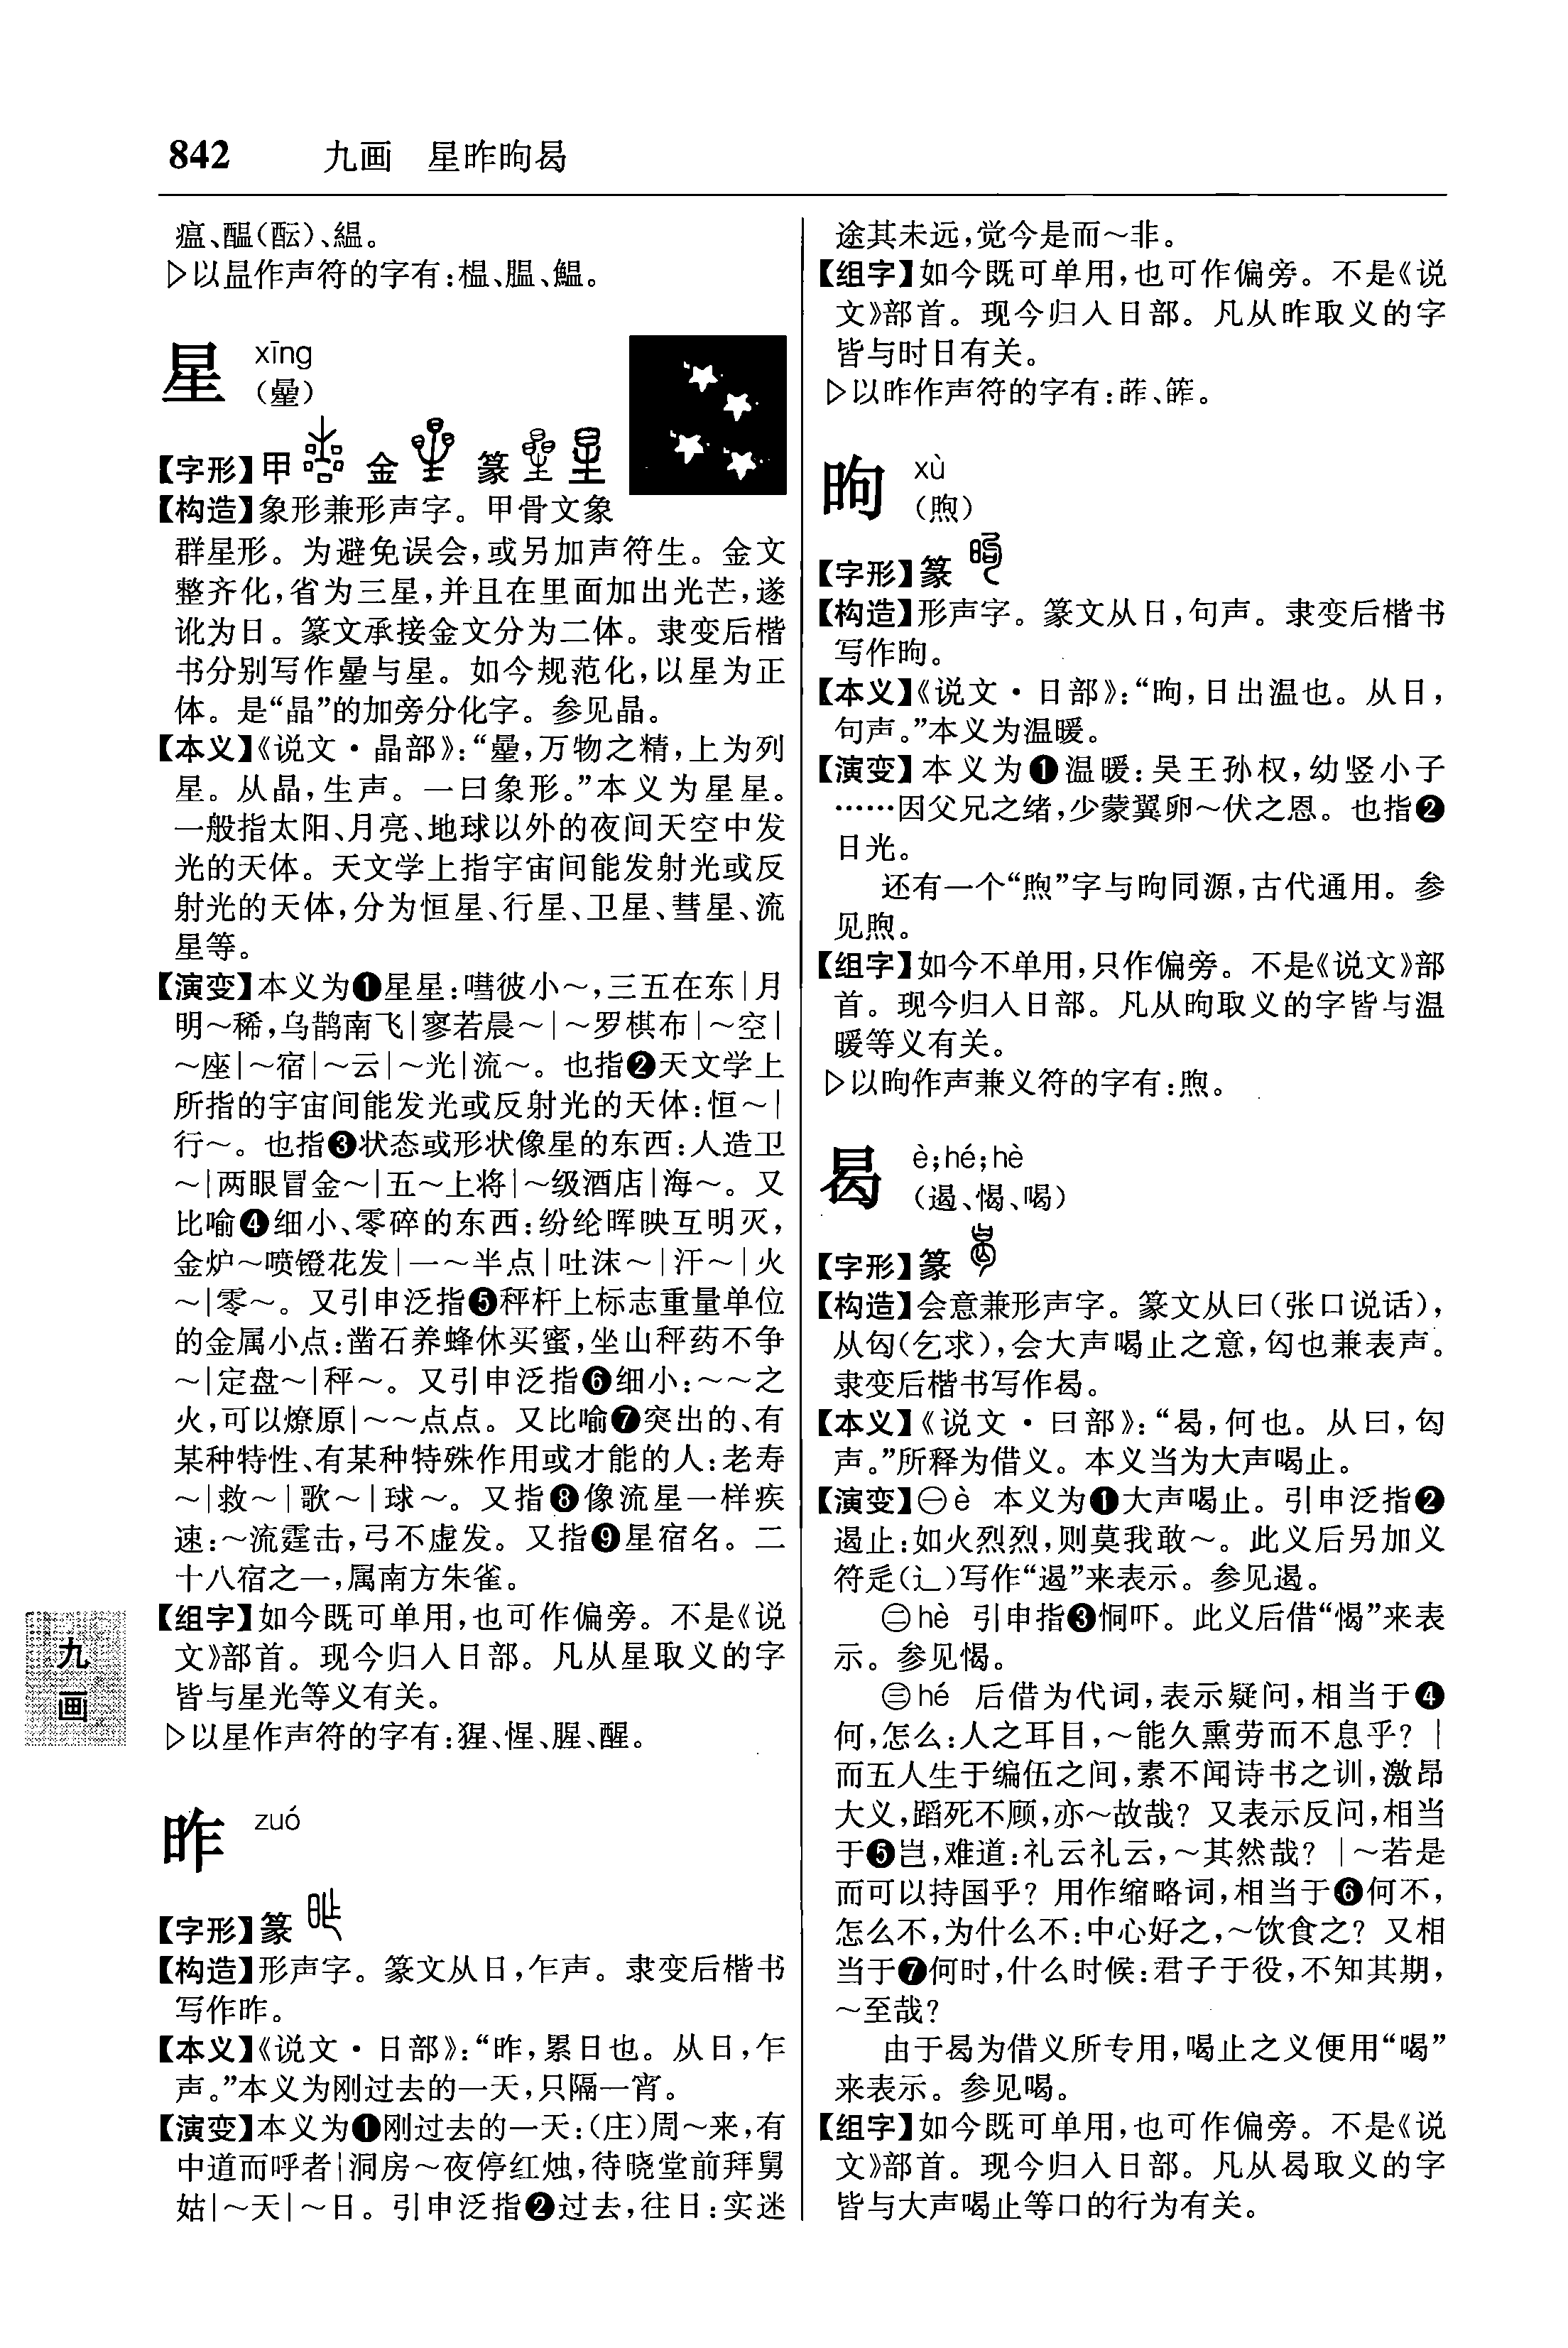 842 九画 星昨昫曷
瘟、醖(酝)、緼。
▷以昷作声符的字有:榅、腽、鰛。
星 xīng
(曐)
【字形】甲 金 篆
【构造】象形兼形声字。甲骨文象
群星形。为避免误会,或另加声符生。金文
整齐化,省为三星,并且在里面加出光芒,遂
讹为日。篆文承接金文分为二体。隶变后楷
书分别写作曐与星。如今规范化,以星为正
体。是“晶”的加旁分化字。参见晶。
【本义】《说文·晶部》:“曐,万物之精,上为列
星。从晶,生声。一曰象形。”本义为星星。
一般指太阳、月亮、地球以外的夜间天空中发
光的天体。天文学上指宇宙间能发射光或反
射光的天体,分为恒星、行星、卫星、彗星、流
星等。
【演变】本义为❶星星:嘒彼小～,三五在东|月
明～稀,乌鹊南飞|寥若晨～|～罗棋布|～空|
～座|～宿|～云|～光|流～。也指❷天文学上
所指的宇宙间能发光或反射光的天体:恒～|
行～。也指❸状态或形状像星的东西:人造卫
～|两眼冒金～|五～上将|～级酒店|海～。又
比喻❹细小、零碎的东西:纷纶晖映互明灭,
金炉～喷镫花发|一～半点|吐沫～|汗～|火
～|零～。又引申泛指❺秤杆上标志重量单位
的金属小点:凿石养蜂休买蜜,坐山秤药不争
～|定盘～|秤～。又引申泛指❻细小:～～之
火,可以燎原|～～点点。又比喻❼突出的、有
某种特性、有某种特殊作用或才能的人:老寿
～|救～|歌～|球～。又指❽像流星一样疾
速:～流霆击,弓不虚发。又指❾星宿名。二
十八宿之一,属南方朱雀。
【组字】如今既可单用,也可作偏旁。不是《说
文》部首。现今归入日部。凡从星取义的字
皆与星光等义有关。
▷以星作声符的字有:猩、惺、腥、醒。
昨 zuó
【字形】篆
【构造】形声字。篆文从日,乍声。隶变后楷书
写作昨。
【本义】《说文·日部》:“昨,累日也。从日,乍
声。”本义为刚过去的一天,只隔一宵。
【演变】本义为❶刚过去的一天:(庄)周～来,有
中道而呼者|洞房～夜停红烛,待晓堂前拜舅
姑|～天|～日。引申泛指❷过去,往日:实迷
途其未远,觉今是而～非。
【组字】如今既可单用,也可作偏旁。不是《说
文》部首。现今归入日部。凡从昨取义的字
皆与时日有关。
▷以昨作声符的字有:葃、筰。
昫 xù
(煦)
【字形】篆
【构造】形声字。篆文从日,句声。隶变后楷书
写作昫。
【本义】《说文·日部》:“昫,日出温也。从日,
句声。”本义为温暖。
【演变】本义为❶温暖:吴王孙权,幼竖小子
……因父兄之绪,少蒙翼卵～伏之恩。也指❷
日光。
还有一个“煦”字与昫同源,古代通用。参
见煦。
【组字】如今不单用,只作偏旁。不是《说文》部
首。现今归入日部。凡从昫取义的字皆与温
暖等义有关。
▷以昫作声兼义符的字有:煦。
曷 è;hé;hè
(遏、愒、喝)
【字形】篆
【构造】会意兼形声字。篆文从曰(张口说话),
从匃(乞求),会大声喝止之意,匃也兼表声。
隶变后楷书写作曷。
【本义】《说文·曰部》:“曷,何也。从曰,匃
声。”所释为借义。本义当为大声喝止。
【演变】㊀è 本义为❶大声喝止。引申泛指❷
遏止:如火烈烈,则莫我敢～。此义后另加义
符辵(辶)写作“遏”来表示。参见遏。
㊁hè 引申指❸恫吓。此义后借“愒”来表
示。参见愒。
㊂hé 后借为代词,表示疑问,相当于❹
何,怎么:人之耳目,～能久熏劳而不息乎? |
而五人生于编伍之间,素不闻诗书之训,激昂
大义,蹈死不顾,亦～故哉? 又表示反问,相当
于❺岂,难道:礼云礼云,～其然哉? |～若是
而可以持国乎? 用作缩略词,相当于❻何不,
怎么不,为什么不:中心好之,～饮食之? 又相
当于❼何时,什么时候:君子于役,不知其期,
～至哉?
由于曷为借义所专用,喝止之义便用“喝”
来表示。参见喝。
【组字】如今既可单用,也可作偏旁。不是《说
文》部首。现今归入日部。凡从曷取义的字
皆与大声喝止等口的行为有关。
九
画